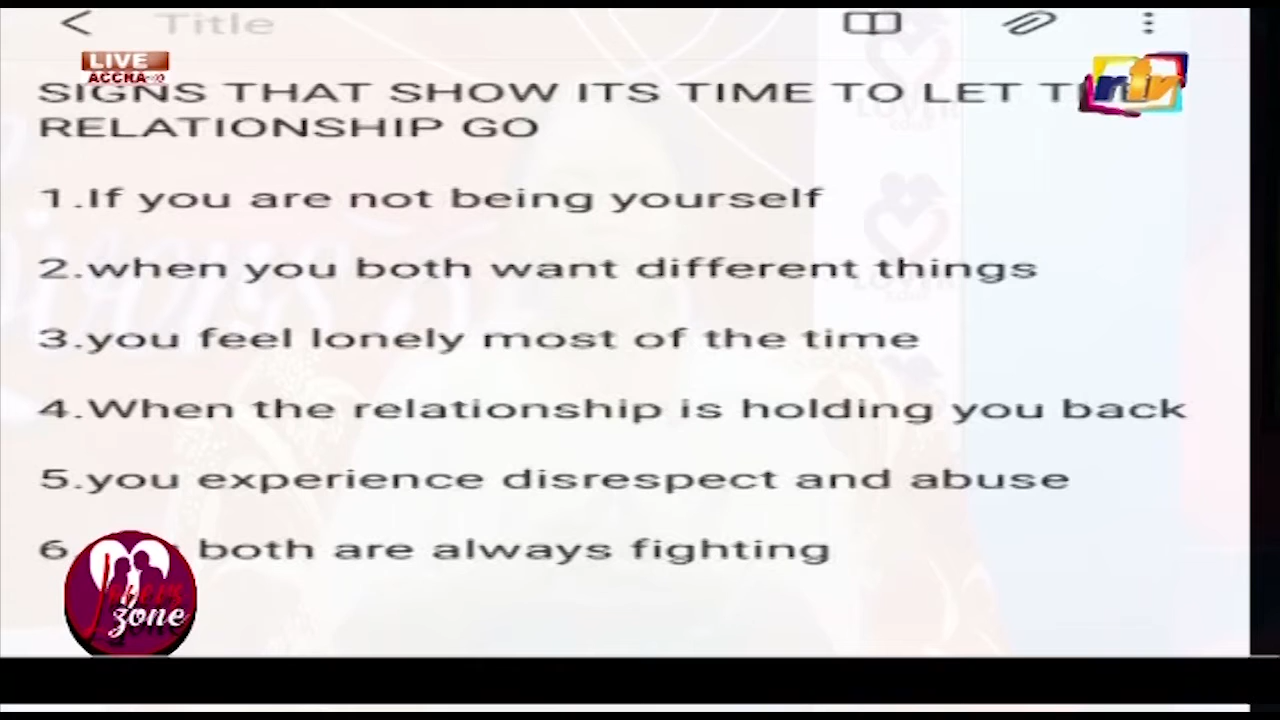 Title
LIVE
ACCRA
ntv
SIGNS THAT SHOW ITS TIME TO LET
RELATIONSHIP GO
1.If you are not being yourself
2.when you both want different things
3.you feel lonely most of the time
4.When the relationship is holding you back
5.you experience disrespect and abuse
6. both are always fighting
Lovers
zone